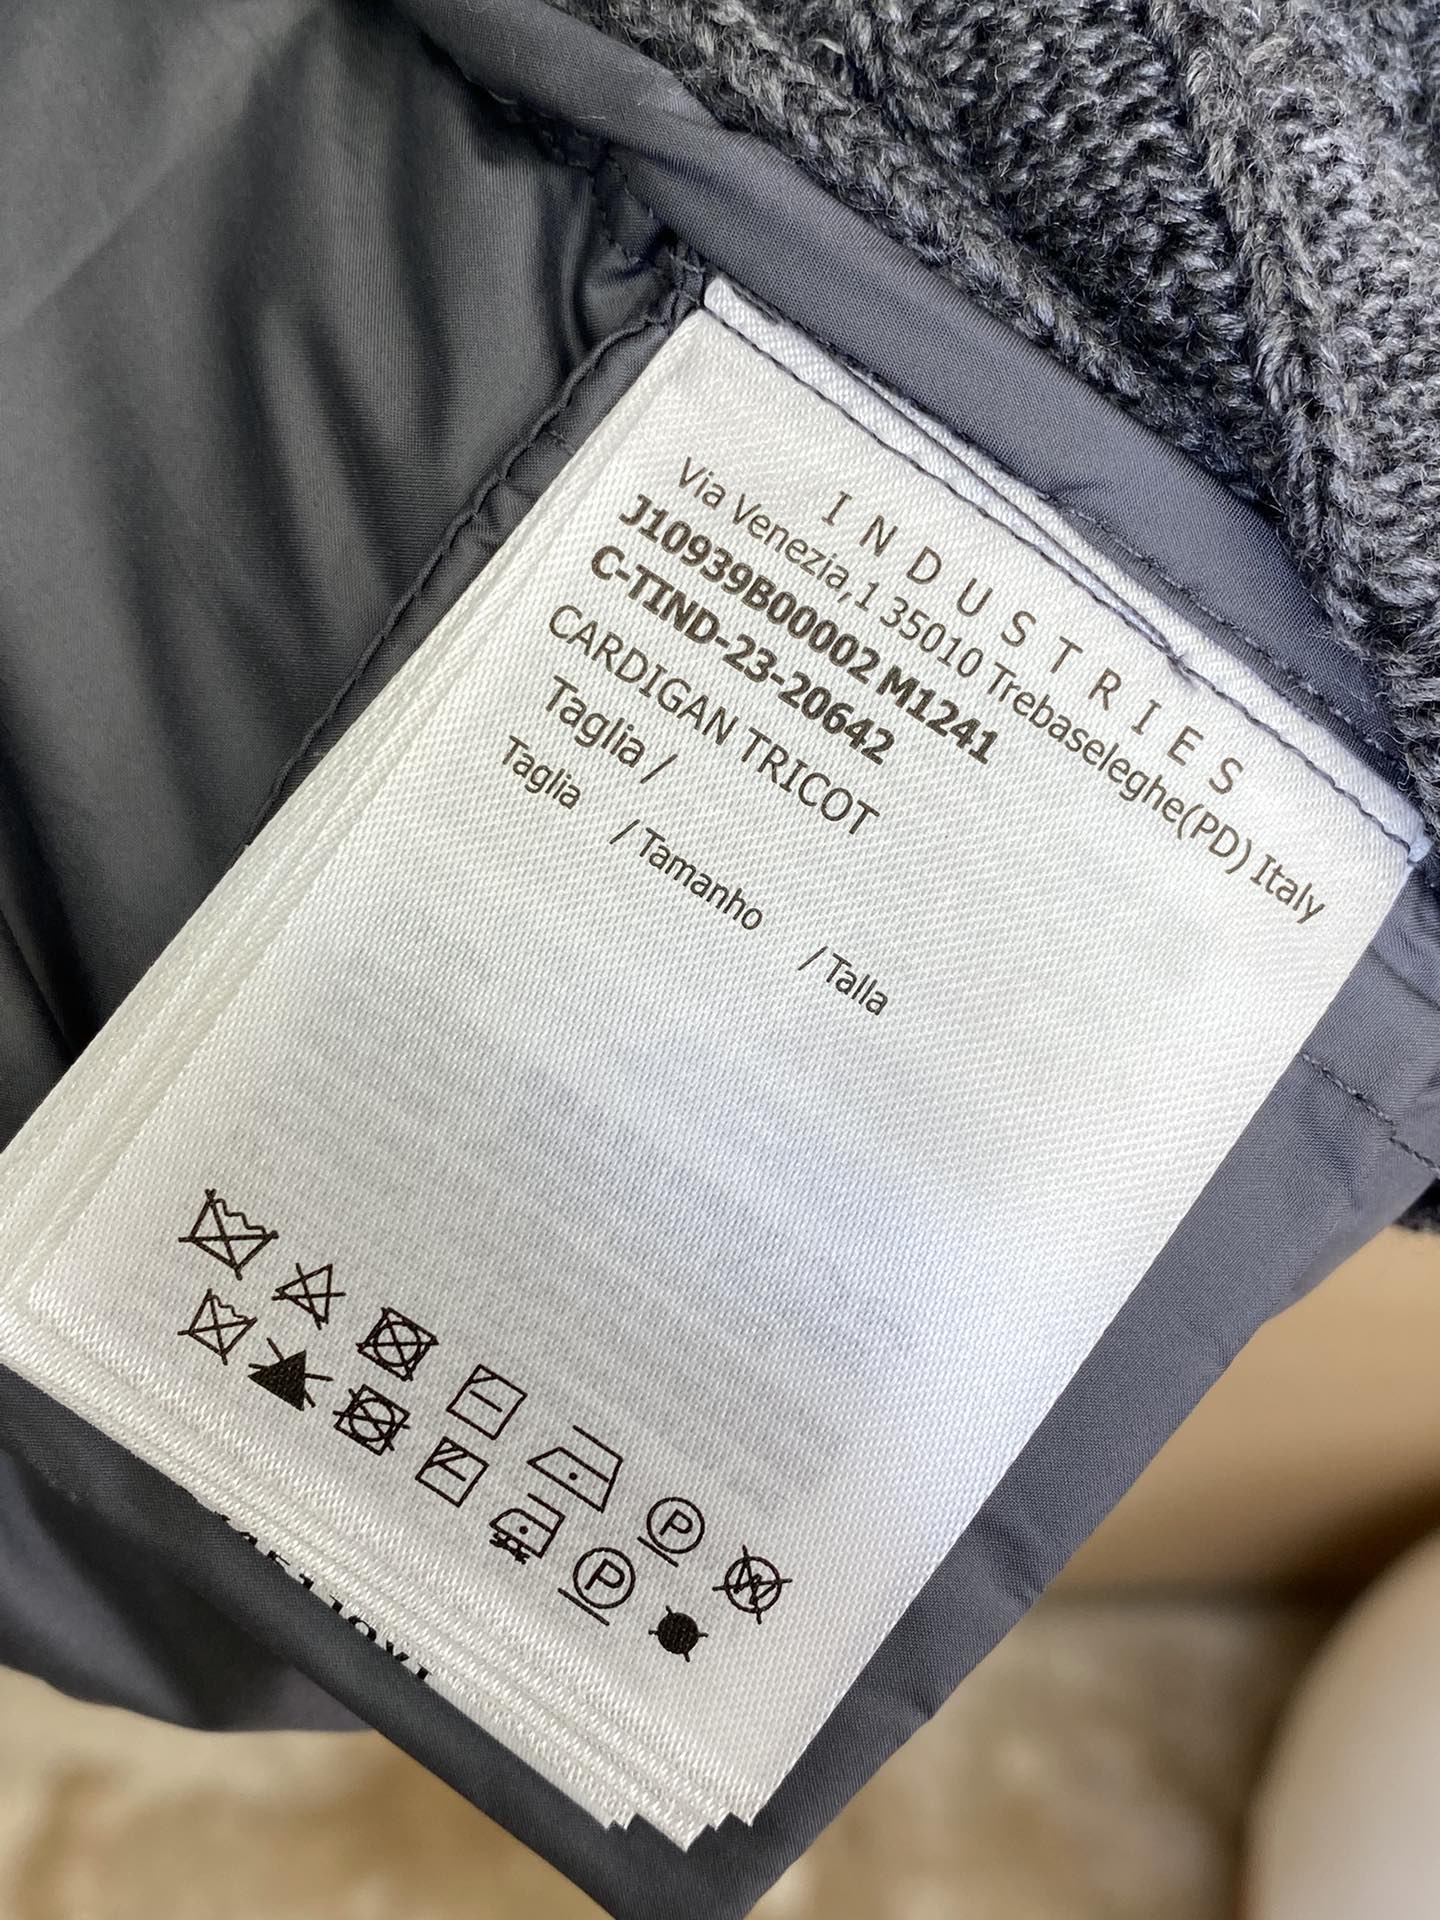 INDUSTRIES
Via Venezia,1 35010 Trebaseleghe(PD) Italy
J10939B00002 M1241
C-TIND-23-20642
CARDIGAN TRICOT
Taglia /
Taglia / Tamanho / Talla
P W
P